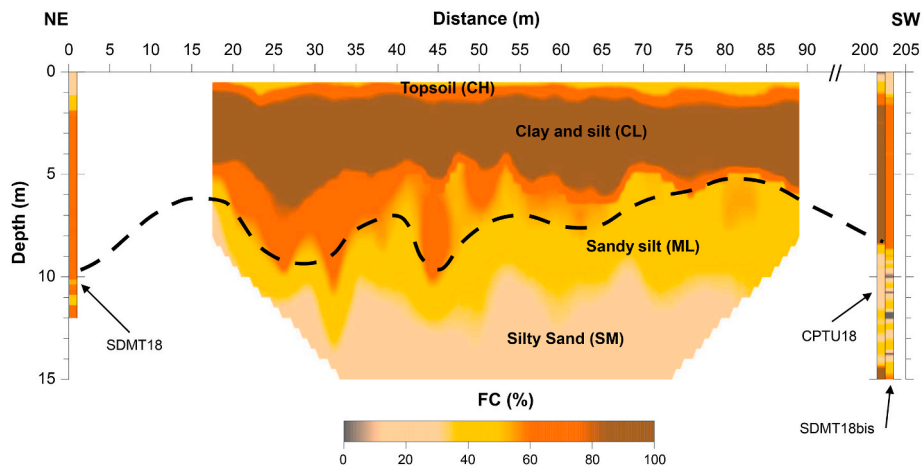 NE Distance (m) SW
0 5 10 15 20 25 30 35 40 45 50 55 60 65 70 75 80 85 90 200 205
//
Depth (m)
0
5
10
15
Topsoil (CH)
Clay and silt (CL)
Sandy silt (ML)
Silty Sand (SM)
SDMT18
CPTU18
SDMT18bis
FC (%)
0 20 40 60 80 100